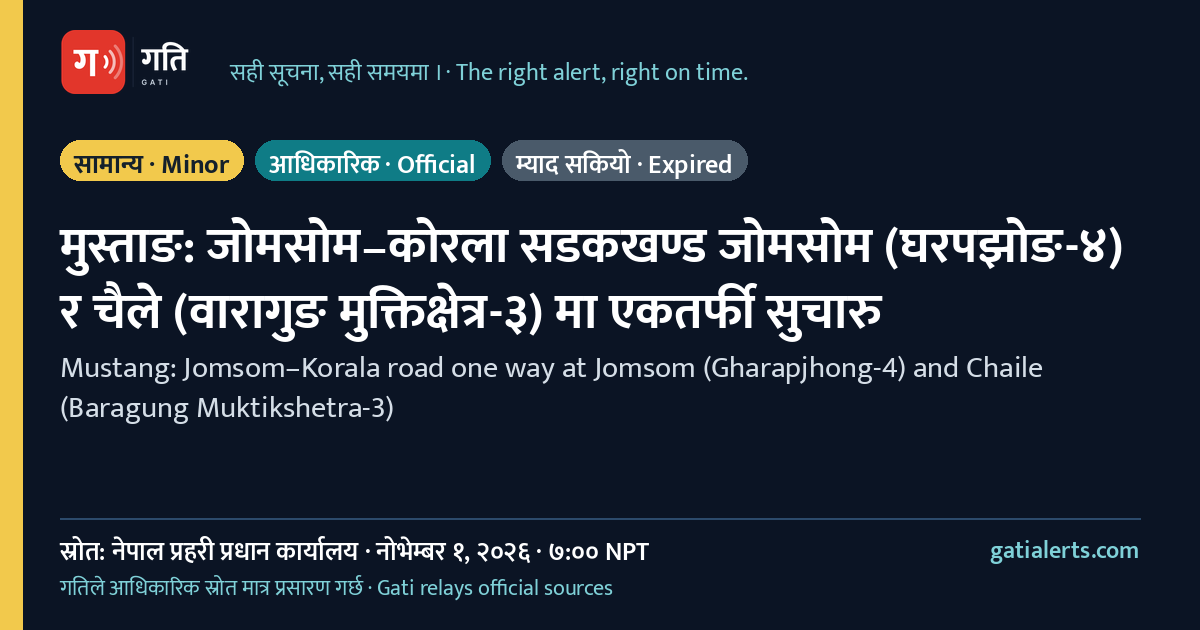 ग गति
GATI
सही सूचना, सही समयमा । · The right alert, right on time.
सामान्य · Minor
आधिकारिक · Official
म्याद सकियो · Expired
मुस्ताङ: जोमसोम–कोरला सडकखण्ड जोमसोम (घरपझोङ-४)
र चैले (वारागुङ मुक्तिक्षेत्र-३) मा एकतर्फी सुचारु
Mustang: Jomsom–Korala road one way at Jomsom (Gharapjhong-4) and Chaile
(Baragung Muktikshetra-3)
स्रोत: नेपाल प्रहरी प्रधान कार्यालय · नोभेम्बर १, २०२६ · ७:०० NPT
gatialerts.com
गतिले आधिकारिक स्रोत मात्र प्रसारण गर्छ · Gati relays official sources